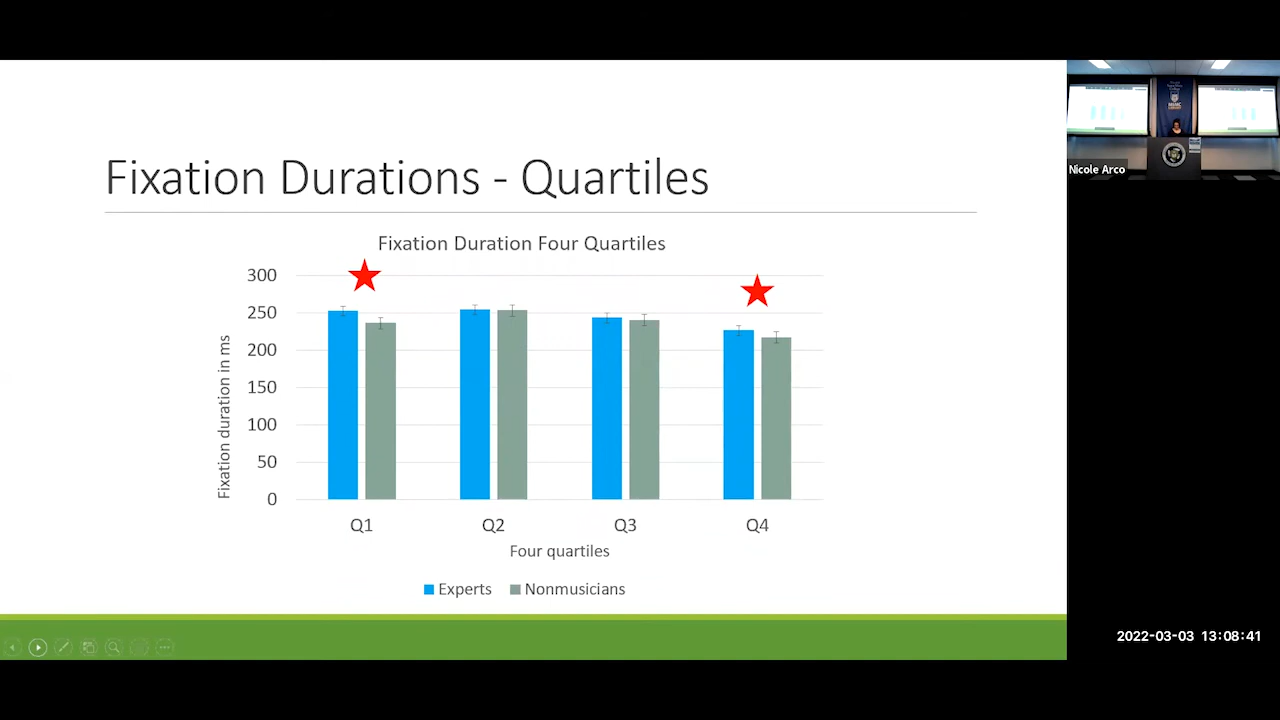 Fixation Durations - Quartiles
Fixation Duration Four Quartiles
300
250
200
150
100
50
0
Fixation duration in ms
Q1 Q2 Q3 Q4
Four quartiles
Experts Nonmusicians
Nicole Arco
2022-03-03 13:08:41